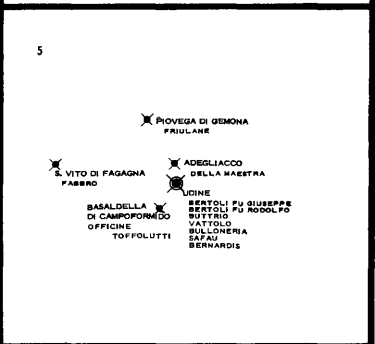 5
PIOVEGA DI GEMONA
FRIULANE
S. VITO DI FAGAGNA
FABBRO
ADEGLIACCO
DELLA MAESTRA
UDINE
BERTOLI FU GIUSEPPE
BERTOLI FU RODOLFO
BUTTRIO
VATTOLO
BULLONERIA
SAFAU
BERNARDIS
BASALDELLA
DI CAMPOFORMIDO
OFFICINE
TOFFOLUTTI